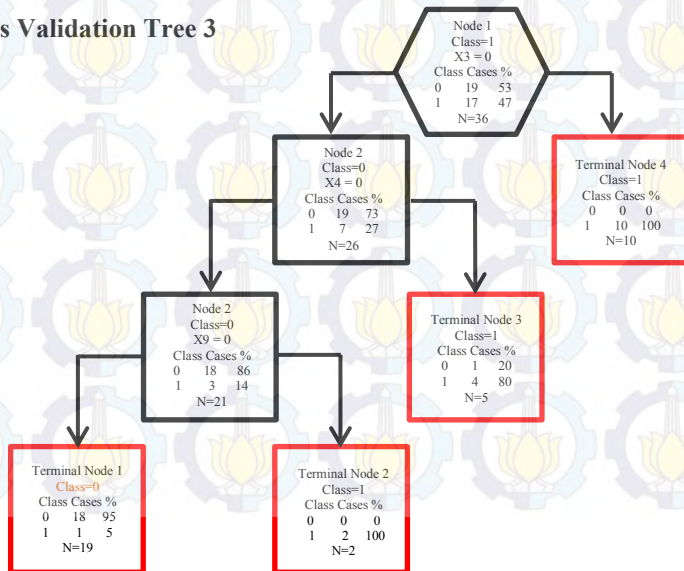 s Validation Tree 3
Node 1
Class=1
X3 = 0
Class Cases %
0 19 53
1 17 47
N=36
Node 2
Class=0
X4 = 0
Class Cases %
0 19 73
1 7 27
N=26
Terminal Node 4
Class=1
Class Cases %
0 0 0
1 10 100
N=10
Node 2
Class=0
X9 = 0
Class Cases %
0 18 86
1 3 14
N=21
Terminal Node 3
Class=1
Class Cases %
0 1 20
1 4 80
N=5
Terminal Node 1
Class=0
Class Cases %
0 18 95
1 1 5
N=19
Terminal Node 2
Class=1
Class Cases %
0 0 0
1 2 100
N=2